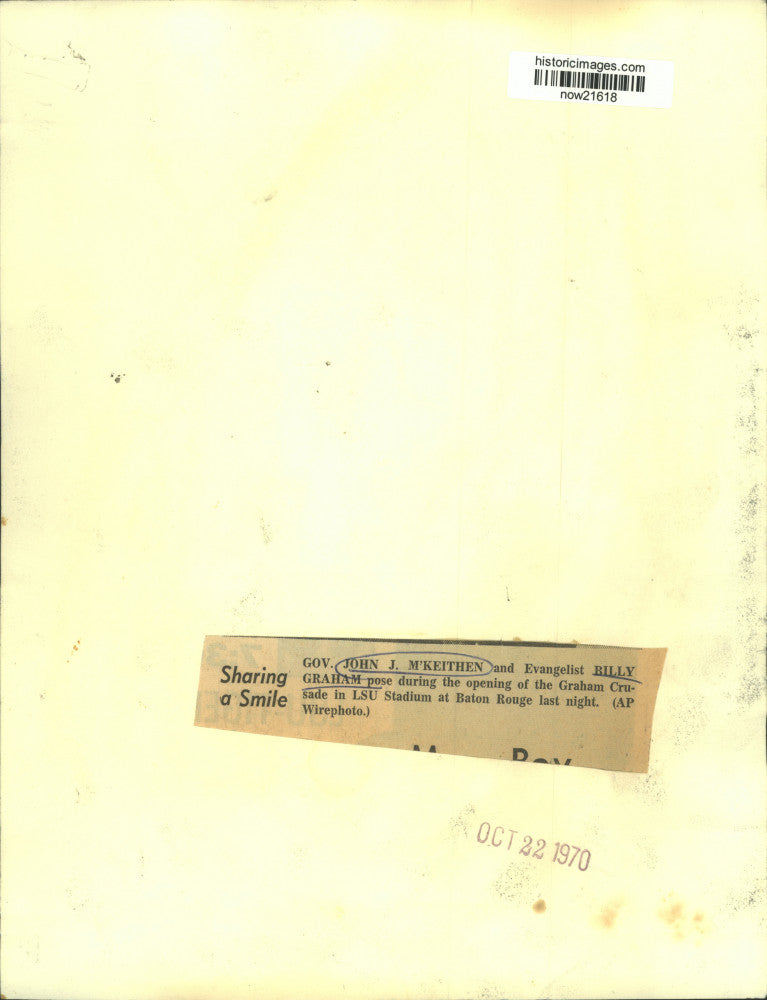 historicimages.com
now21618
Sharing
a Smile
GOV. JOHN J. M'KEITHEN and Evangelist BILLY
GRAHAM pose during the opening of the Graham Cru-
sade in LSU Stadium at Baton Rouge last night. (AP
Wirephoto.)
OCT 22 1970